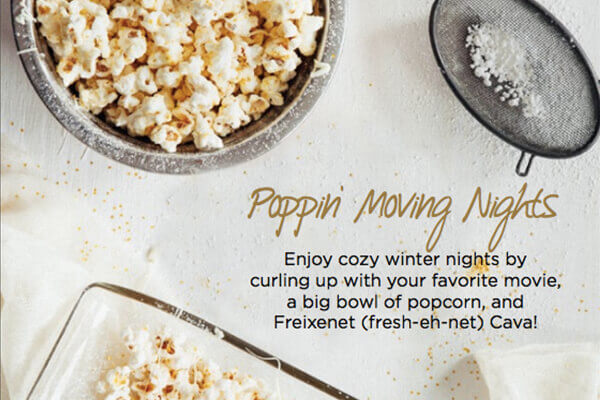 Poppin' Moving Nights
Enjoy cozy winter nights by
curling up with your favorite movie,
a big bowl of popcorn, and
Freixenet (fresh-eh-net) Cava!